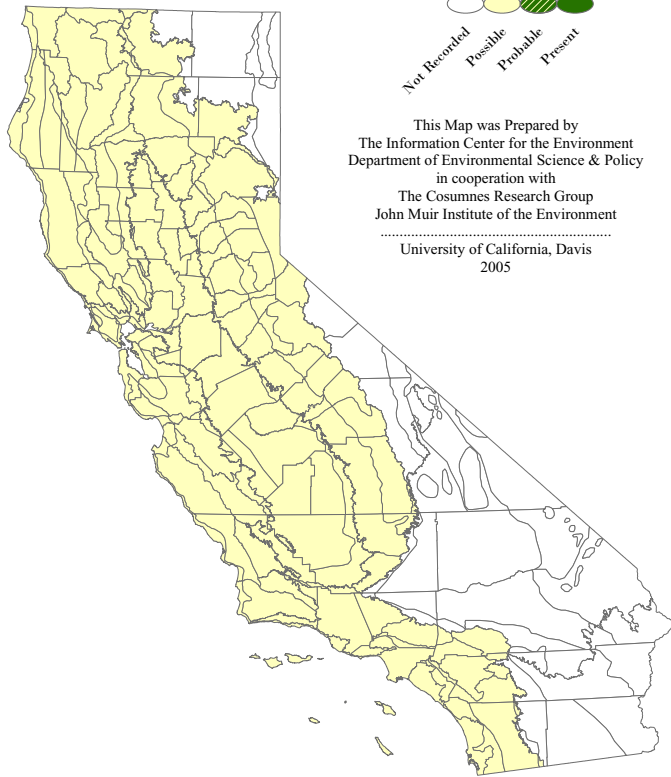 Not Recorded
Possible
Probable
Present
This Map was Prepared by
The Information Center for the Environment
Department of Environmental Science & Policy
in cooperation with
The Cosumnes Research Group
John Muir Institute of the Environment
............................................................
University of California, Davis
2005